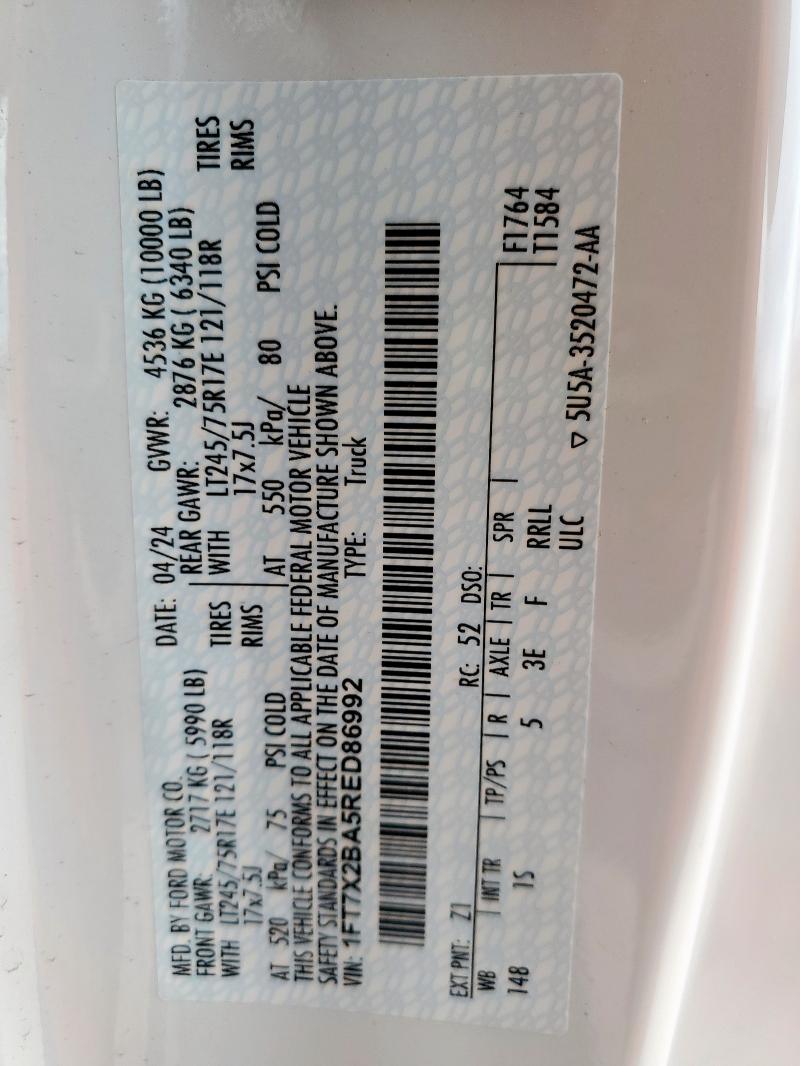 MFD. BY FORD MOTOR CO.
DATE: 04/24 GVWR: 4536 KG (10000 LB)
FRONT GAWR: 2717 KG ( 5990 LB) REAR GAWR: 2876 KG ( 6340 LB)
WITH LT245/75R17E 121/118R TIRES WITH LT245/75R17E 121/118R TIRES
17x7.5J RIMS 17x7.5J RIMS
AT 520 kPa/ 75 PSI COLD AT 550 kPa/ 80 PSI COLD
THIS VEHICLE CONFORMS TO ALL APPLICABLE FEDERAL MOTOR VEHICLE
SAFETY STANDARDS IN EFFECT ON THE DATE OF MANUFACTURE SHOWN ABOVE.
VIN: 1FT7X2BA5RED86992 TYPE: Truck
EXT PNT: Z1 RC: 52 DSO:
WB INT TR TP/PS R AXLE TR SPR F1764
148 1S 5 3E F RRLL T1584
ULC
▽ 5U5A-3520472-AA